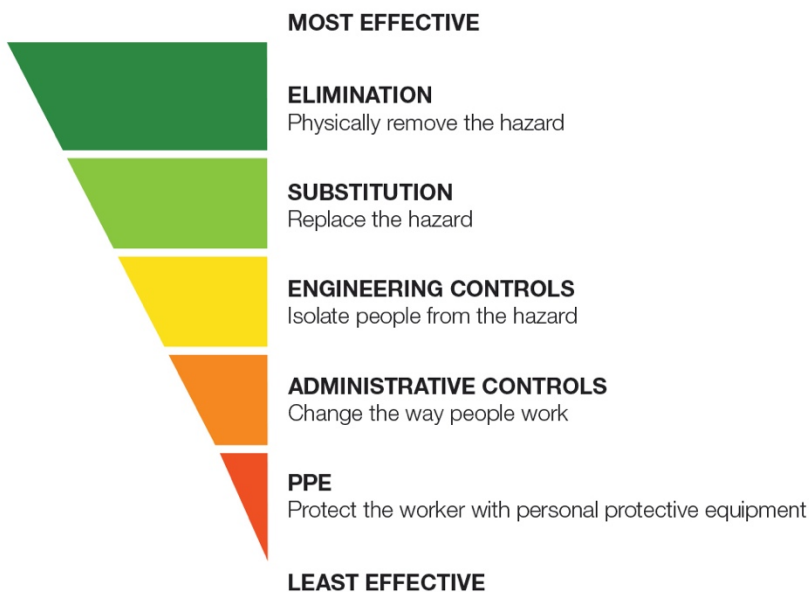 MOST EFFECTIVE
ELIMINATION
Physically remove the hazard
SUBSTITUTION
Replace the hazard
ENGINEERING CONTROLS
Isolate people from the hazard
ADMINISTRATIVE CONTROLS
Change the way people work
PPE
Protect the worker with personal protective equipment
LEAST EFFECTIVE